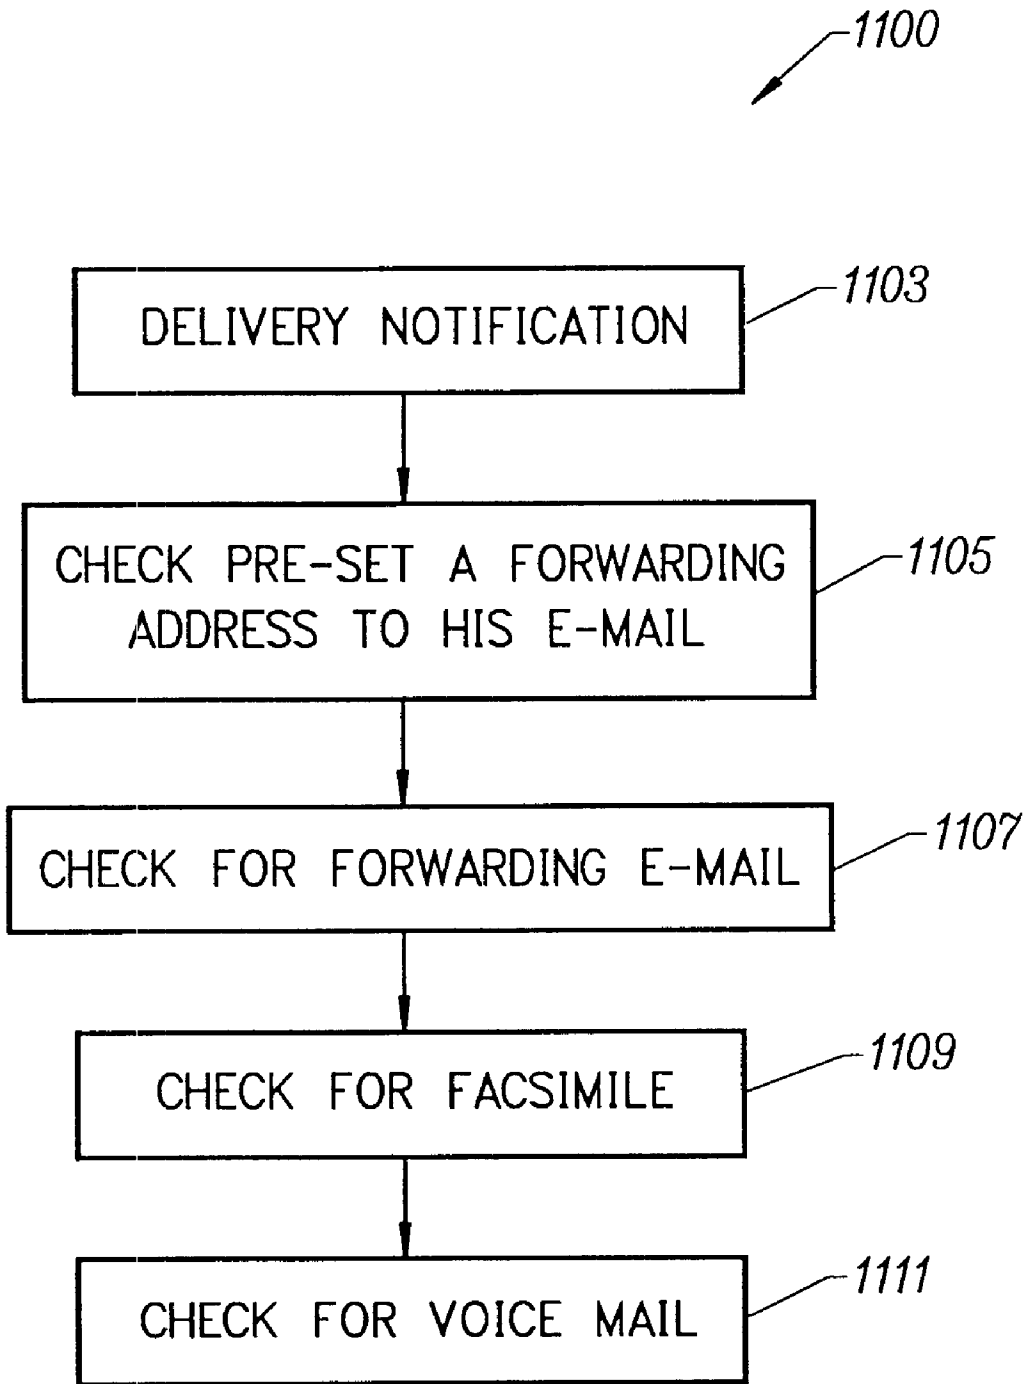 1100
DELIVERY NOTIFICATION
1103
CHECK PRE-SET A FORWARDING
ADDRESS TO HIS E-MAIL
1105
CHECK FOR FORWARDING E-MAIL
1107
CHECK FOR FACSIMILE
1109
CHECK FOR VOICE MAIL
1111